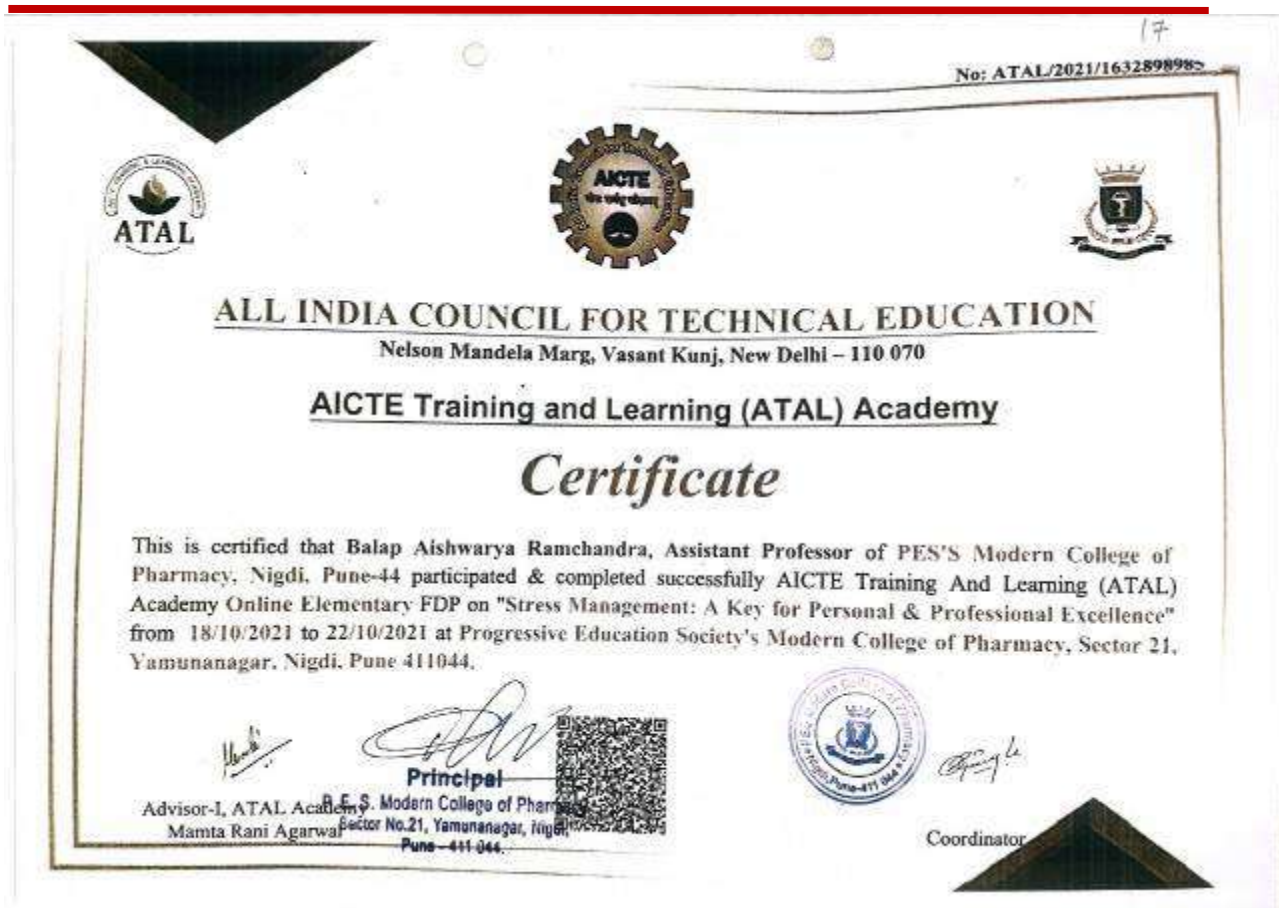 17
No: ATAL/2021/1632898985
ATAL
AICTE
ALL INDIA COUNCIL FOR TECHNICAL EDUCATION
Nelson Mandela Marg, Vasant Kunj, New Delhi – 110 070
AICTE Training and Learning (ATAL) Academy
Certificate
This is certified that Balap Aishwarya Ramchandra, Assistant Professor of PES'S Modern College of
Pharmacy, Nigdi, Pune-44 participated & completed successfully AICTE Training And Learning (ATAL)
Academy Online Elementary FDP on "Stress Management: A Key for Personal & Professional Excellence"
from 18/10/2021 to 22/10/2021 at Progressive Education Society's Modern College of Pharmacy, Sector 21,
Yamunanagar, Nigdi, Pune 411044.
Principal
P. E. S. Modern College of
Sector No.21, Yamunanagar, Nigdi,
Pune - 411 044.
Advisor-I, ATAL Academy
Mamta Rani Agarwal
Coordinator